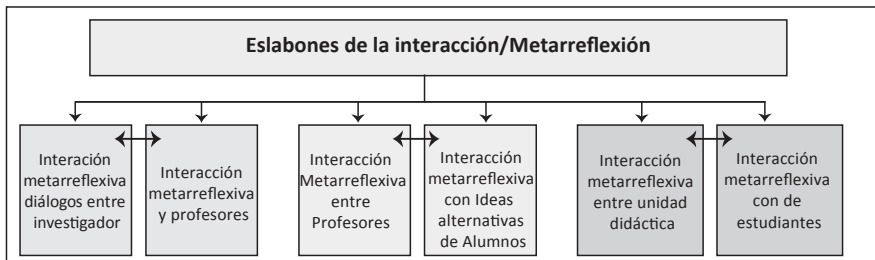 Eslabones de la interacción/Metarreflexión
Interación
metarreflexiva
diálogos entre
investigador
Interacción
metarreflexiva
y profesores
Interacción
Metarreflexiva
entre
Profesores
Interacción
metarreflexiva
con Ideas
alternativas
de Alumnos
Interacción
metarreflexiva
entre unidad
didáctica
Interacción
metarreflexiva
con de
estudiantes